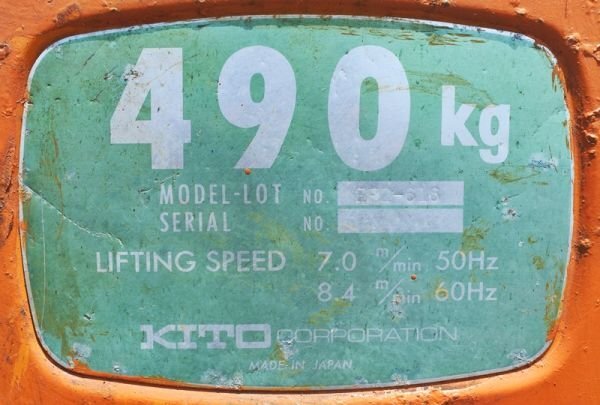 490 kg
MODEL-LOT NO.
SERIAL NO.
LIFTING SPEED 7.0 m/min 50Hz
8.4 m/min 60Hz
KITO CORPORATION
MADE IN JAPAN